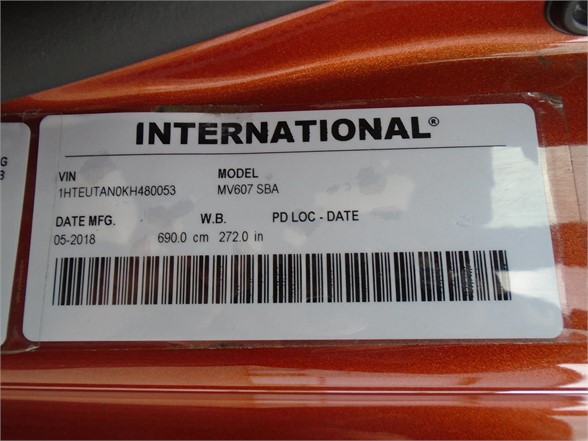 INTERNATIONAL®
VIN MODEL
1HTEUTAN0KH480053 MV607 SBA
DATE MFG. W.B. PD LOC - DATE
05-2018 690.0 cm 272.0 in
G
3